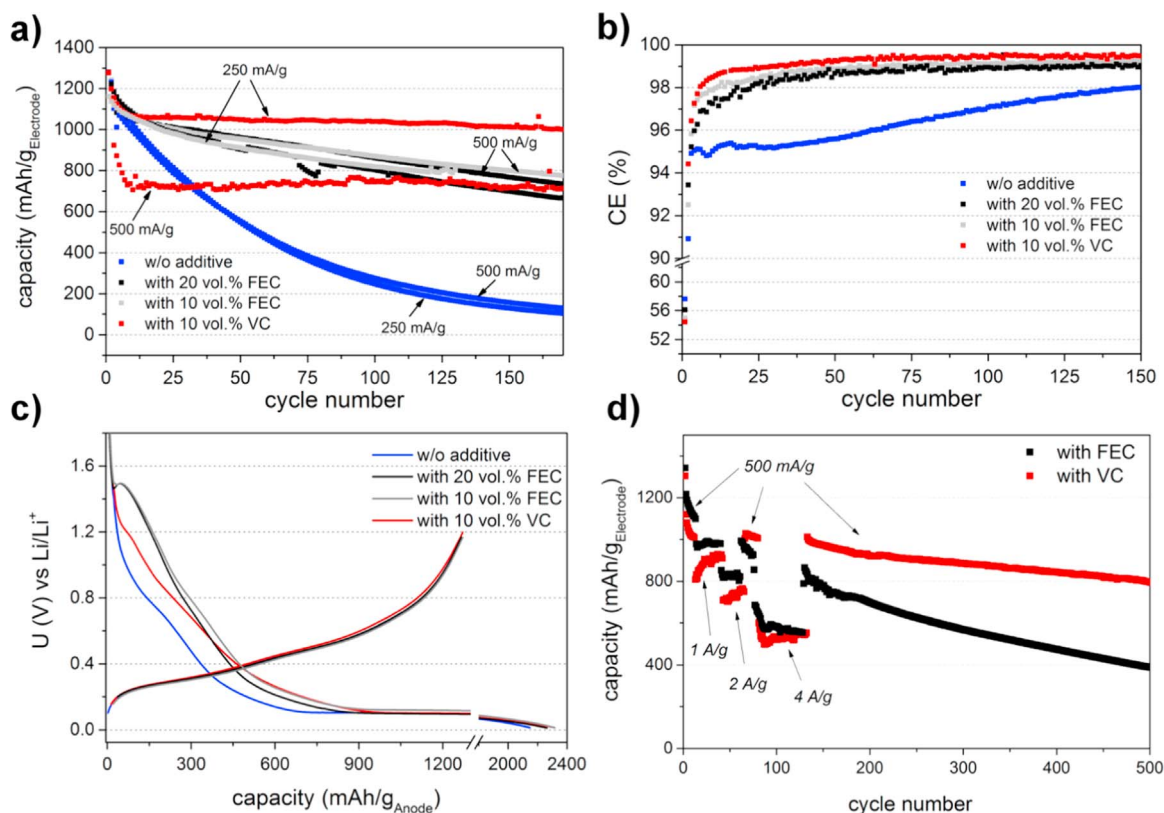 a)
1400
1200
1000
800
600
400
200
0
capacity (mAh/gElectrode)
250 mA/g
500 mA/g
500 mA/g
500 mA/g
250 mA/g
w/o additive
with 20 vol.% FEC
with 10 vol.% FEC
with 10 vol.% VC
0 25 50 75 100 125 150
cycle number
b)
100
98
96
94
92
91
90
58
56
54
52
CE (%)
w/o additive
with 20 vol.% FEC
with 10 vol.% FEC
with 10 vol.% VC
0 25 50 75 100 125 150
cycle number
c)
1.6
1.2
0.8
0.4
0.0
U (V) vs Li/Li+
w/o additive
with 20 vol.% FEC
with 10 vol.% FEC
with 10 vol.% VC
0 300 600 900 1200 2000 2400
capacity (mAh/gAnode)
d)
1200
800
400
0
capacity (mAh/gElectrode)
500 mA/g
with FEC
with VC
1 A/g
2 A/g
4 A/g
0 100 200 300 400 500
cycle number